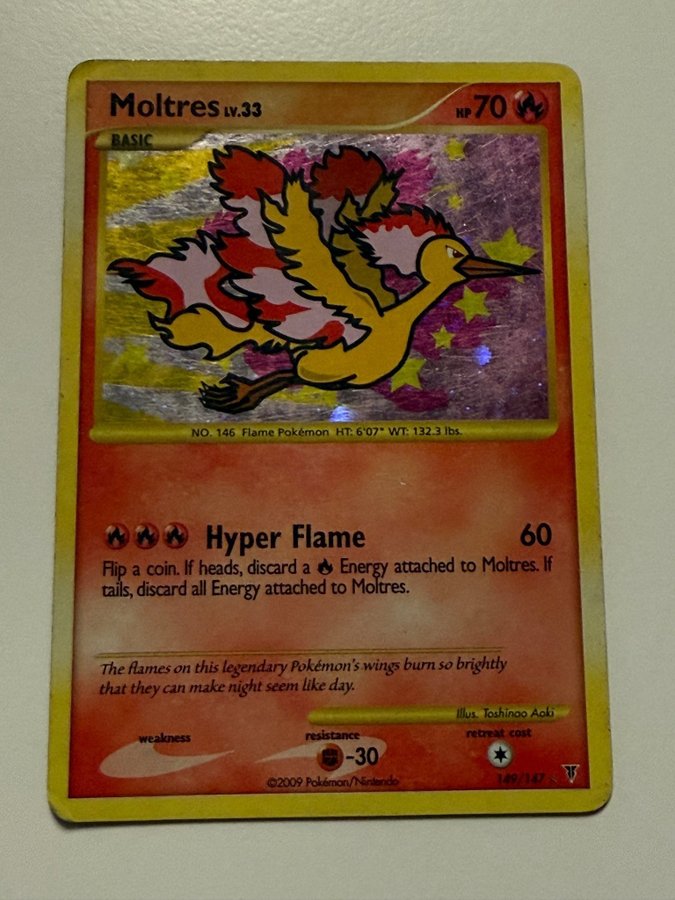 Moltres LV.33 HP 70
BASIC
NO. 146 Flame Pokémon HT: 6'07" WT: 132.3 lbs.
Hyper Flame 60
Flip a coin. If heads, discard a Energy attached to Moltres. If
tails, discard all Energy attached to Moltres.
The flames on this legendary Pokémon's wings burn so brightly
that they can make night seem like day.
Illus. Toshinao Aoki
weakness resistance retreat cost
-30
©2009 Pokémon/Nintendo 149/147